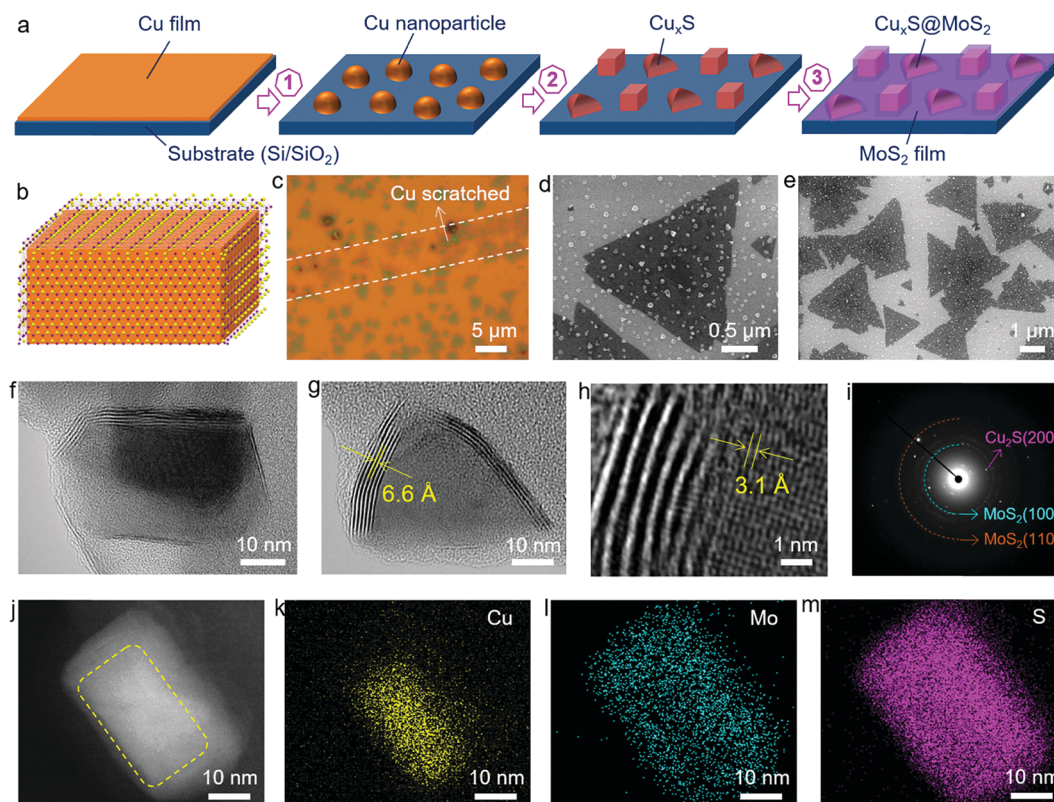 a
Cu film
Cu nanoparticle
CuₓS
CuₓS@MoS₂
1
2
3
Substrate (Si/SiO₂)
MoS₂ film
b
c
Cu scratched
5 µm
d
0.5 µm
e
1 µm
f
10 nm
g
6.6 Å
10 nm
h
3.1 Å
1 nm
i
Cu₂S(200
MoS₂(100
MoS₂(110
j
10 nm
k
Cu
10 nm
l
Mo
10 nm
m
S
10 nm